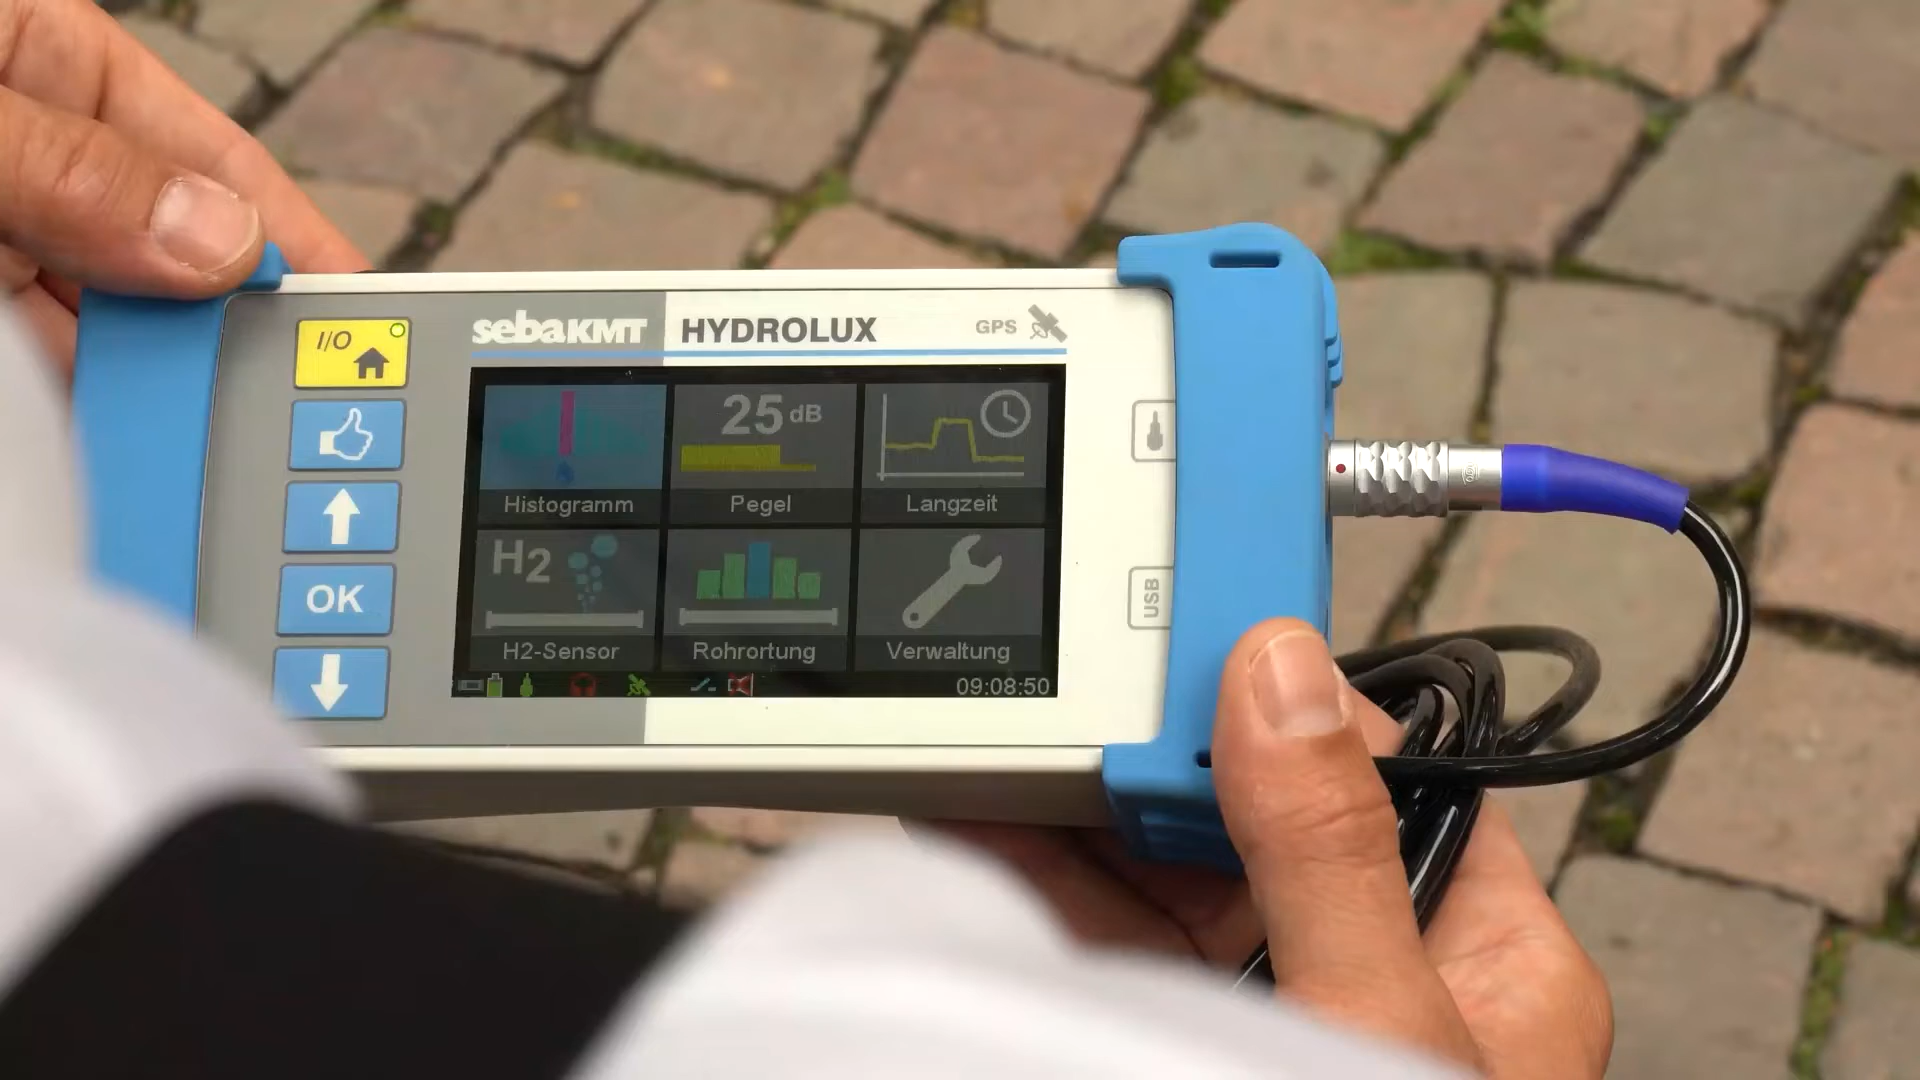 I/O
sebaKMT HYDROLUX GPS
25 dB
Histogramm Pegel Langzeit
H2
OK
USB
H2-Sensor Rohrortung Verwaltung
09:08:50